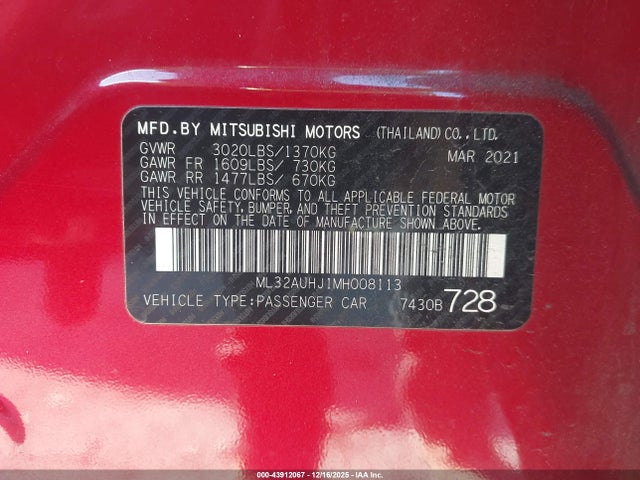 MFD.BY MITSUBISHI MOTORS (THAILAND)CO.,LTD.
GVWR 3020LBS/1370KG MAR 2021
GAWR FR 1609LBS/ 730KG
GAWR RR 1477LBS/ 670KG
THIS VEHICLE CONFORMS TO ALL APPLICABLE FEDERAL MOTOR
VEHICLE SAFETY, BUMPER, AND THEFT PREVENTION STANDARDS
IN EFFECT ON THE DATE OF MANUFACTURE SHOWN ABOVE.
ML32AUHJ1MH008113
VEHICLE TYPE:PASSENGER CAR 7430B 728
000-43912067 - 12/16/2025 - IAA Inc.